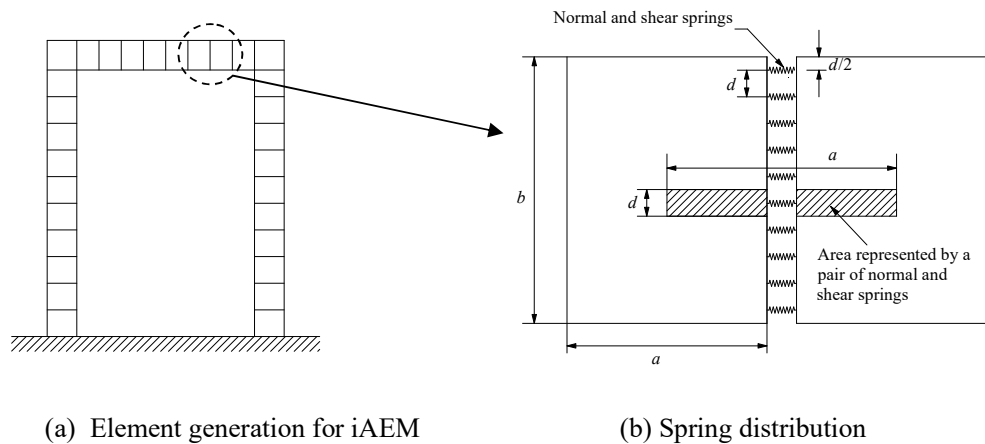 Normal and shear springs
d/2
d
a
b
d
Area represented by a
pair of normal and
shear springs
a
(a) Element generation for iAEM
(b) Spring distribution